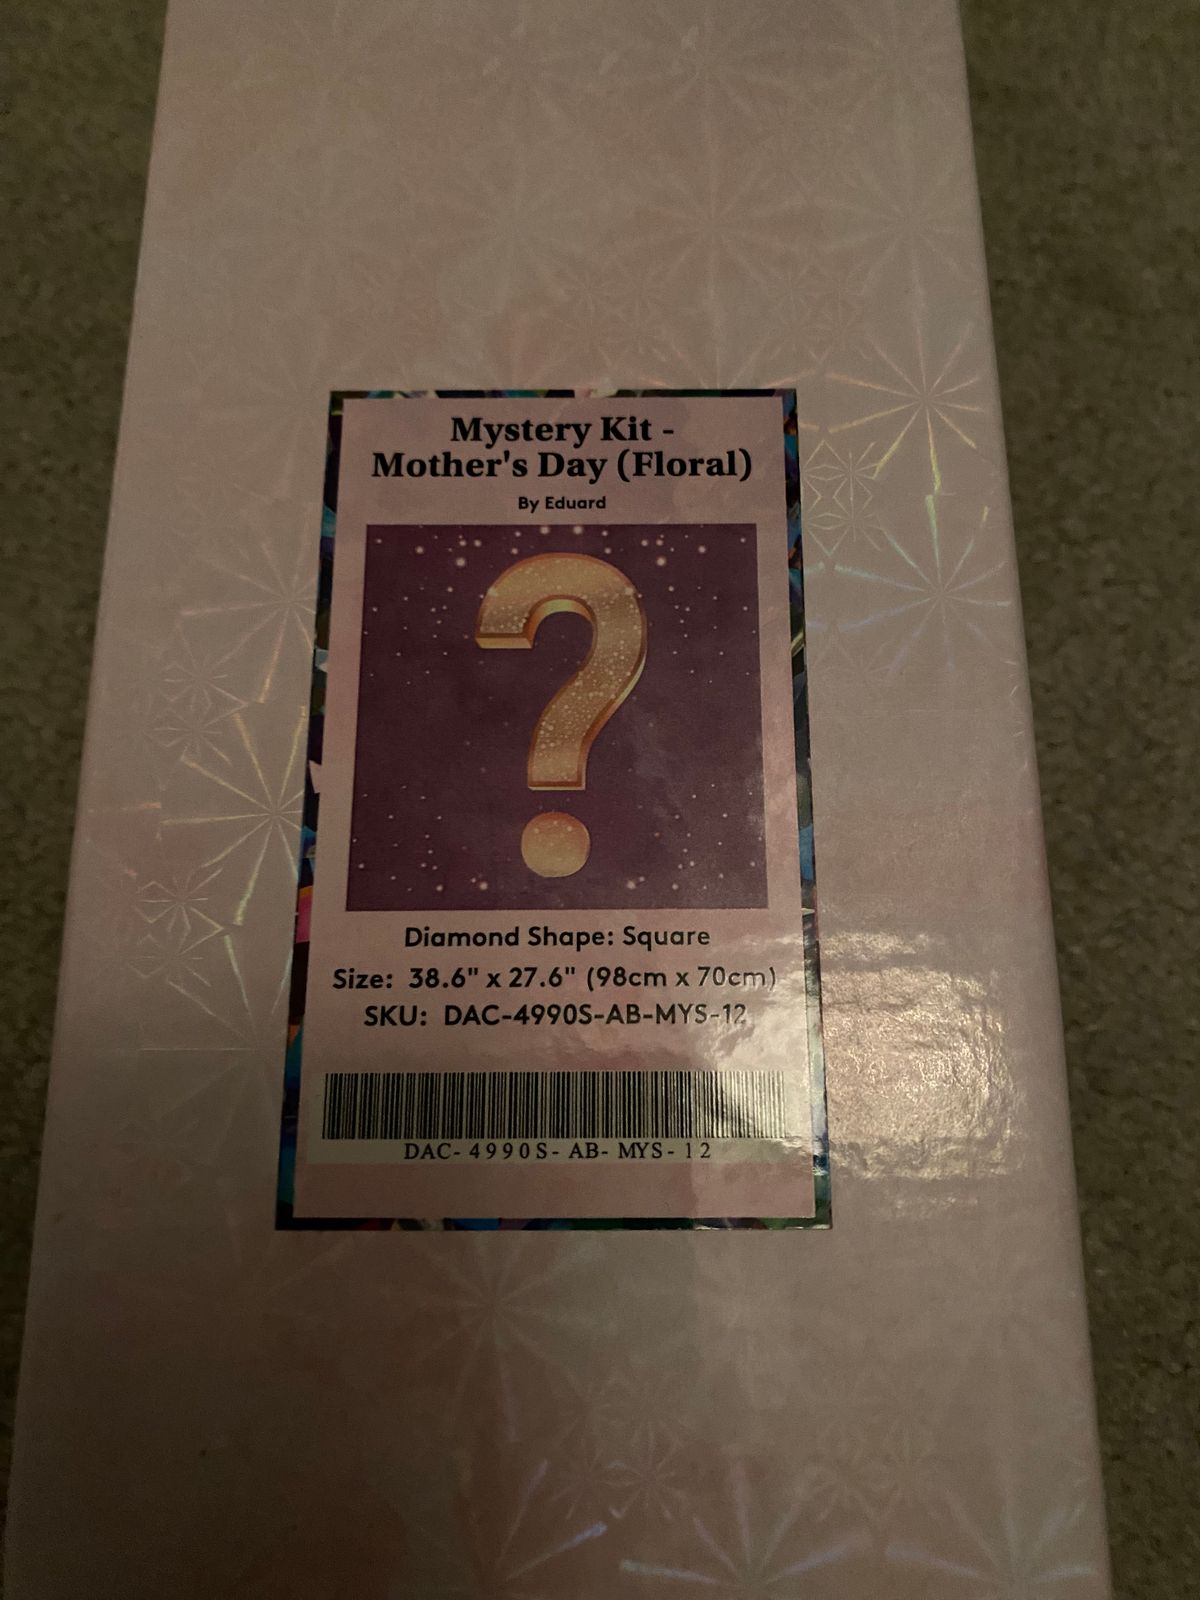 Mystery Kit -
Mother's Day (Floral)
By Eduard
?
Diamond Shape: Square
Size: 38.6" x 27.6" (98cm x 70cm)
SKU: DAC-4990S-AB-MYS-12
DAC-4990S-AB-MYS-12